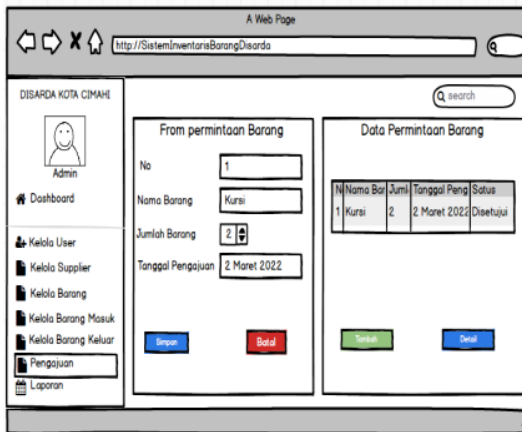 A Web Page
http://SistemInventarisBarangDisarda
DISARDA KOTA CIMAHI
search
Admin
Dashboard
Kelola User
Kelola Supplier
Kelola Barang
Kelola Barang Masuk
Kelola Barang Keluar
Pengajuan
Laporan
From permintaan Barang
No 1
Nama Barang Kursi
Jumlah Barang 2
Tanggal Pengajuan 2 Maret 2022
Simpan Batal
Data Permintaan Barang
N Nama Bar Jumi Tanggal Peng Satus
1 Kursi 2 2 Maret 2022 Disetujui
Tambah Detail